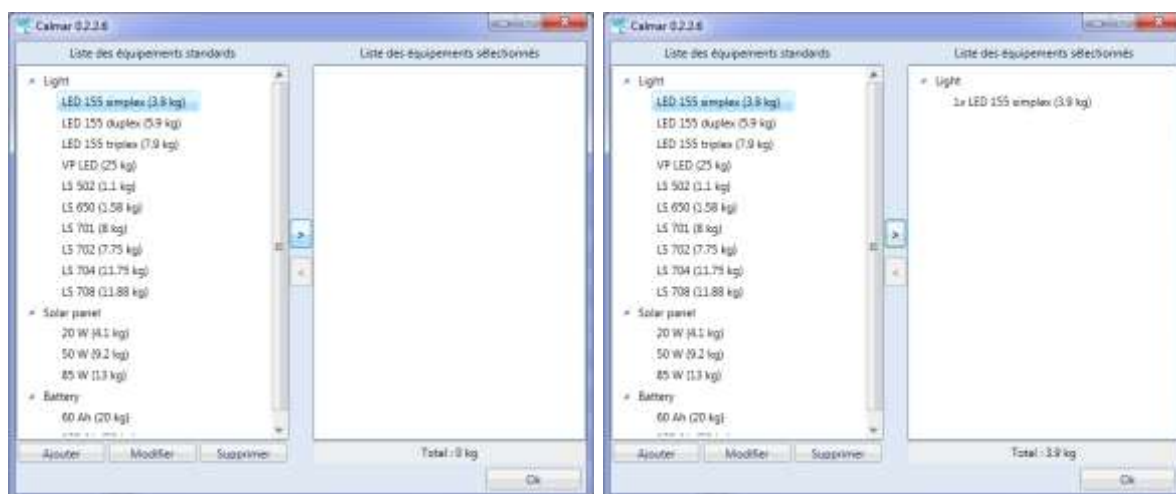 Calmar 0.2.3.6
Liste des équipements standards
Liste des équipements sélectionnés
Light
LED 155 simplex (3.9 kg)
LED 155 duplex (5.9 kg)
LED 155 triplex (7.9 kg)
VP LED (25 kg)
LS 502 (1.1 kg)
LS 650 (1.58 kg)
LS 701 (8 kg)
LS 702 (7.75 kg)
LS 704 (11.75 kg)
LS 708 (11.88 kg)
Solar panel
20 W (4.1 kg)
50 W (9.2 kg)
85 W (13 kg)
Battery
60 Ah (20 kg)
>
<
Ajouter
Modifier
Supprimer
Total : 0 kg
Ok
Calmar 0.2.3.6
Liste des équipements standards
Liste des équipements sélectionnés
Light
LED 155 simplex (3.9 kg)
LED 155 duplex (5.9 kg)
LED 155 triplex (7.9 kg)
VP LED (25 kg)
LS 502 (1.1 kg)
LS 650 (1.58 kg)
LS 701 (8 kg)
LS 702 (7.75 kg)
LS 704 (11.75 kg)
LS 708 (11.88 kg)
Solar panel
20 W (4.1 kg)
50 W (9.2 kg)
85 W (13 kg)
Battery
60 Ah (20 kg)
>
<
Light
1x LED 155 simplex (3.9 kg)
Ajouter
Modifier
Supprimer
Total : 3.9 kg
Ok